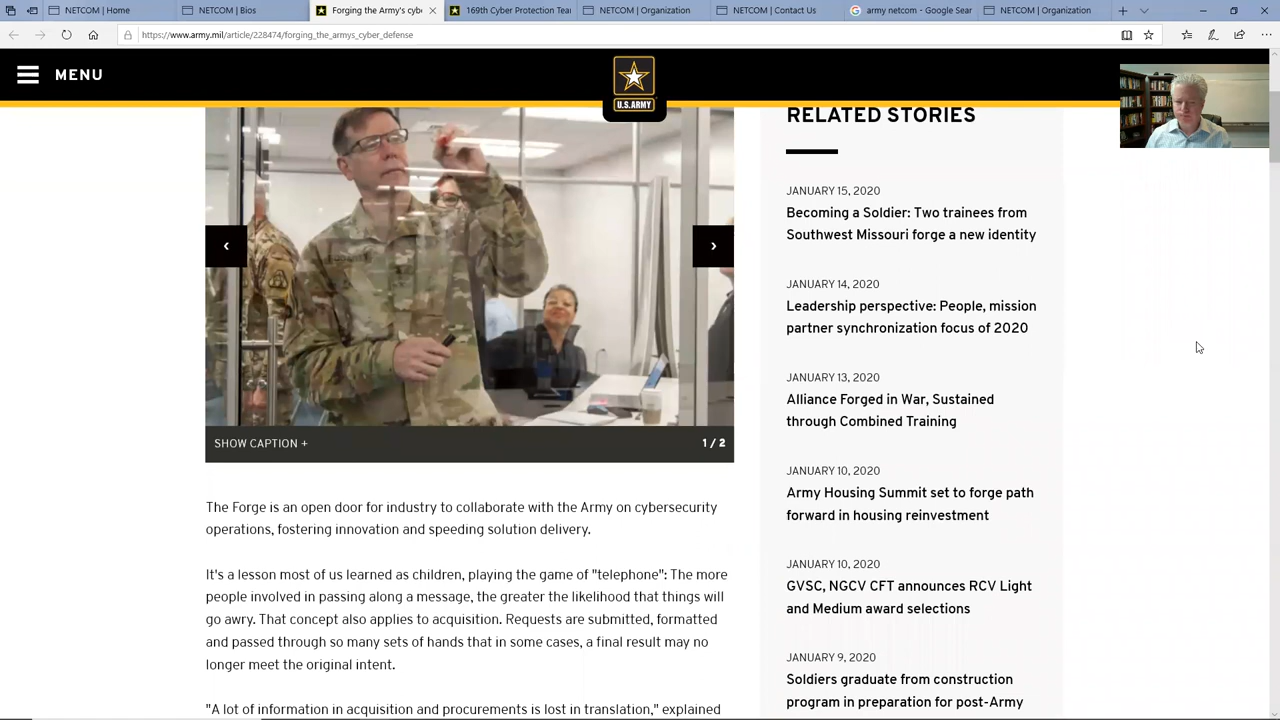 NETCOM | Home
NETCOM | Bios
Forging the Army's cybe
169th Cyber Protection Tea
NETCOM | Organization
NETCOM | Contact Us
army netcom - Google Sear
NETCOM | Organization
https://www.army.mil/article/228474/forging_the_armys_cyber_defense
MENU
U.S.ARMY
SHOW CAPTION +
1 / 2
The Forge is an open door for industry to collaborate with the Army on cybersecurity
operations, fostering innovation and speeding solution delivery.
It's a lesson most of us learned as children, playing the game of "telephone": The more
people involved in passing along a message, the greater the likelihood that things will
go awry. That concept also applies to acquisition. Requests are submitted, formatted
and passed through so many sets of hands that in some cases, a final result may no
longer meet the original intent.
"A lot of information in acquisition and procurements is lost in translation," explained
RELATED STORIES
JANUARY 15, 2020
Becoming a Soldier: Two trainees from
Southwest Missouri forge a new identity
JANUARY 14, 2020
Leadership perspective: People, mission
partner synchronization focus of 2020
JANUARY 13, 2020
Alliance Forged in War, Sustained
through Combined Training
JANUARY 10, 2020
Army Housing Summit set to forge path
forward in housing reinvestment
JANUARY 10, 2020
GVSC, NGCV CFT announces RCV Light
and Medium award selections
JANUARY 9, 2020
Soldiers graduate from construction
program in preparation for post-Army